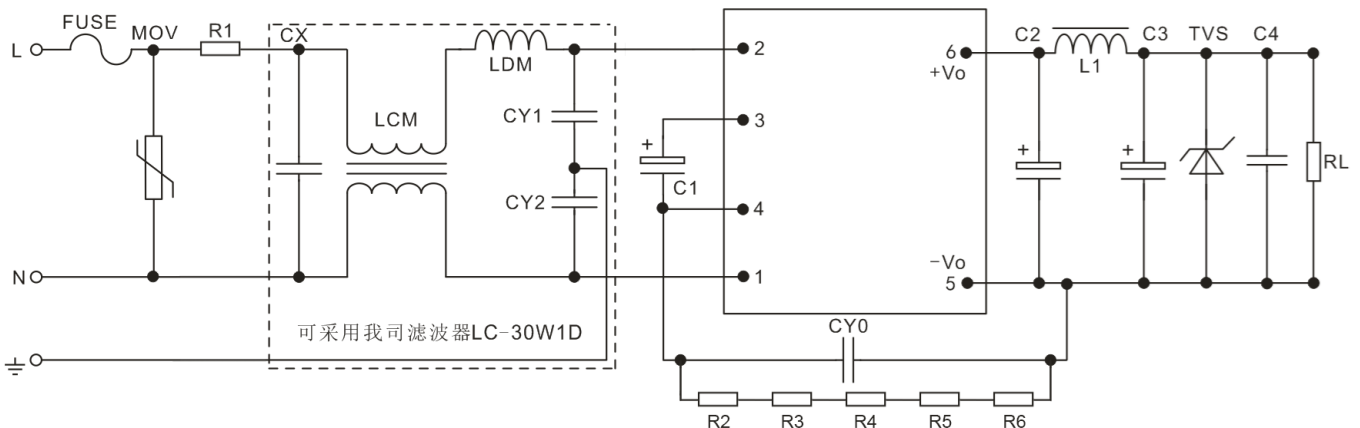 FUSE
MOV
R1
CX
L
LDM
LCM
CY1
CY2
N
可采用我司滤波器LC-30W1D
2
3
+
C1
4
1
6
+Vo
-Vo
5
C2
L1
C3
TVS
C4
+
+
RL
CY0
R2
R3
R4
R5
R6